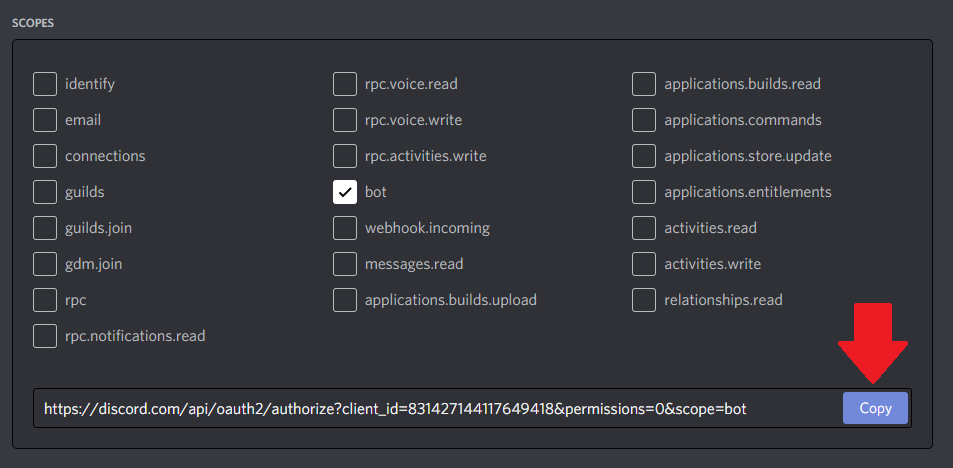 SCOPES
identify
email
connections
guilds
guilds.join
gdm.join
rpc
rpc.notifications.read
rpc.voice.read
rpc.voice.write
rpc.activities.write
bot
webhook.incoming
messages.read
applications.builds.upload
applications.builds.read
applications.commands
applications.store.update
applications.entitlements
activities.read
activities.write
relationships.read
https://discord.com/api/oauth2/authorize?client_id=831427144117649418&permissions=0&scope=bot
Copy